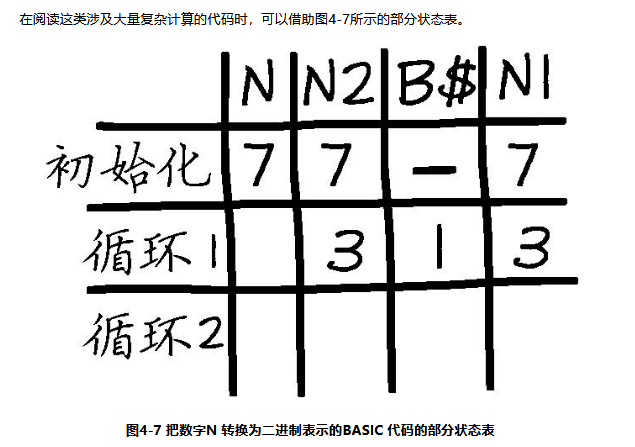 在阅读这类涉及大量复杂计算的代码时，可以借助图4-7所示的部分状态表。
N N2 B$ N1
初始化 7 7 – 7
循环1 3 1 3
循环2
图4-7 把数字N 转换为二进制表示的BASIC 代码的部分状态表